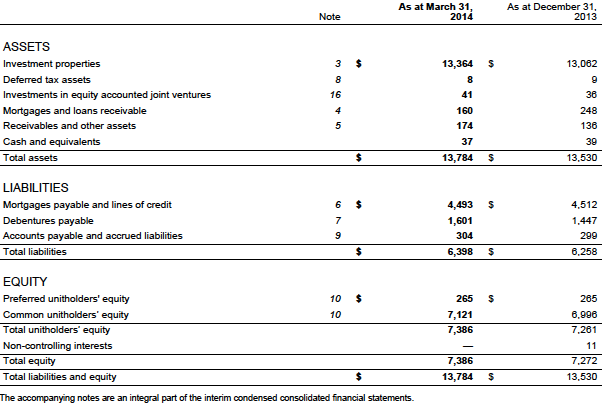 As at March 31, As at December 31,
Note 2014 2013
ASSETS
Investment properties 3 $ 13,364 $ 13,062
Deferred tax assets 8 8 9
Investments in equity accounted joint ventures 16 41 36
Mortgages and loans receivable 4 160 248
Receivables and other assets 5 174 136
Cash and equivalents 37 39
Total assets $ 13,784 $ 13,530
LIABILITIES
Mortgages payable and lines of credit 6 $ 4,493 $ 4,512
Debentures payable 7 1,601 1,447
Accounts payable and accrued liabilities 9 304 299
Total liabilities $ 6,398 $ 6,258
EQUITY
Preferred unitholders' equity 10 $ 265 $ 265
Common unitholders' equity 10 7,121 6,996
Total unitholders' equity 7,386 7,261
Non-controlling interests — 11
Total equity 7,386 7,272
Total liabilities and equity $ 13,784 $ 13,530
The accompanying notes are an integral part of the interim condensed consolidated financial statements.